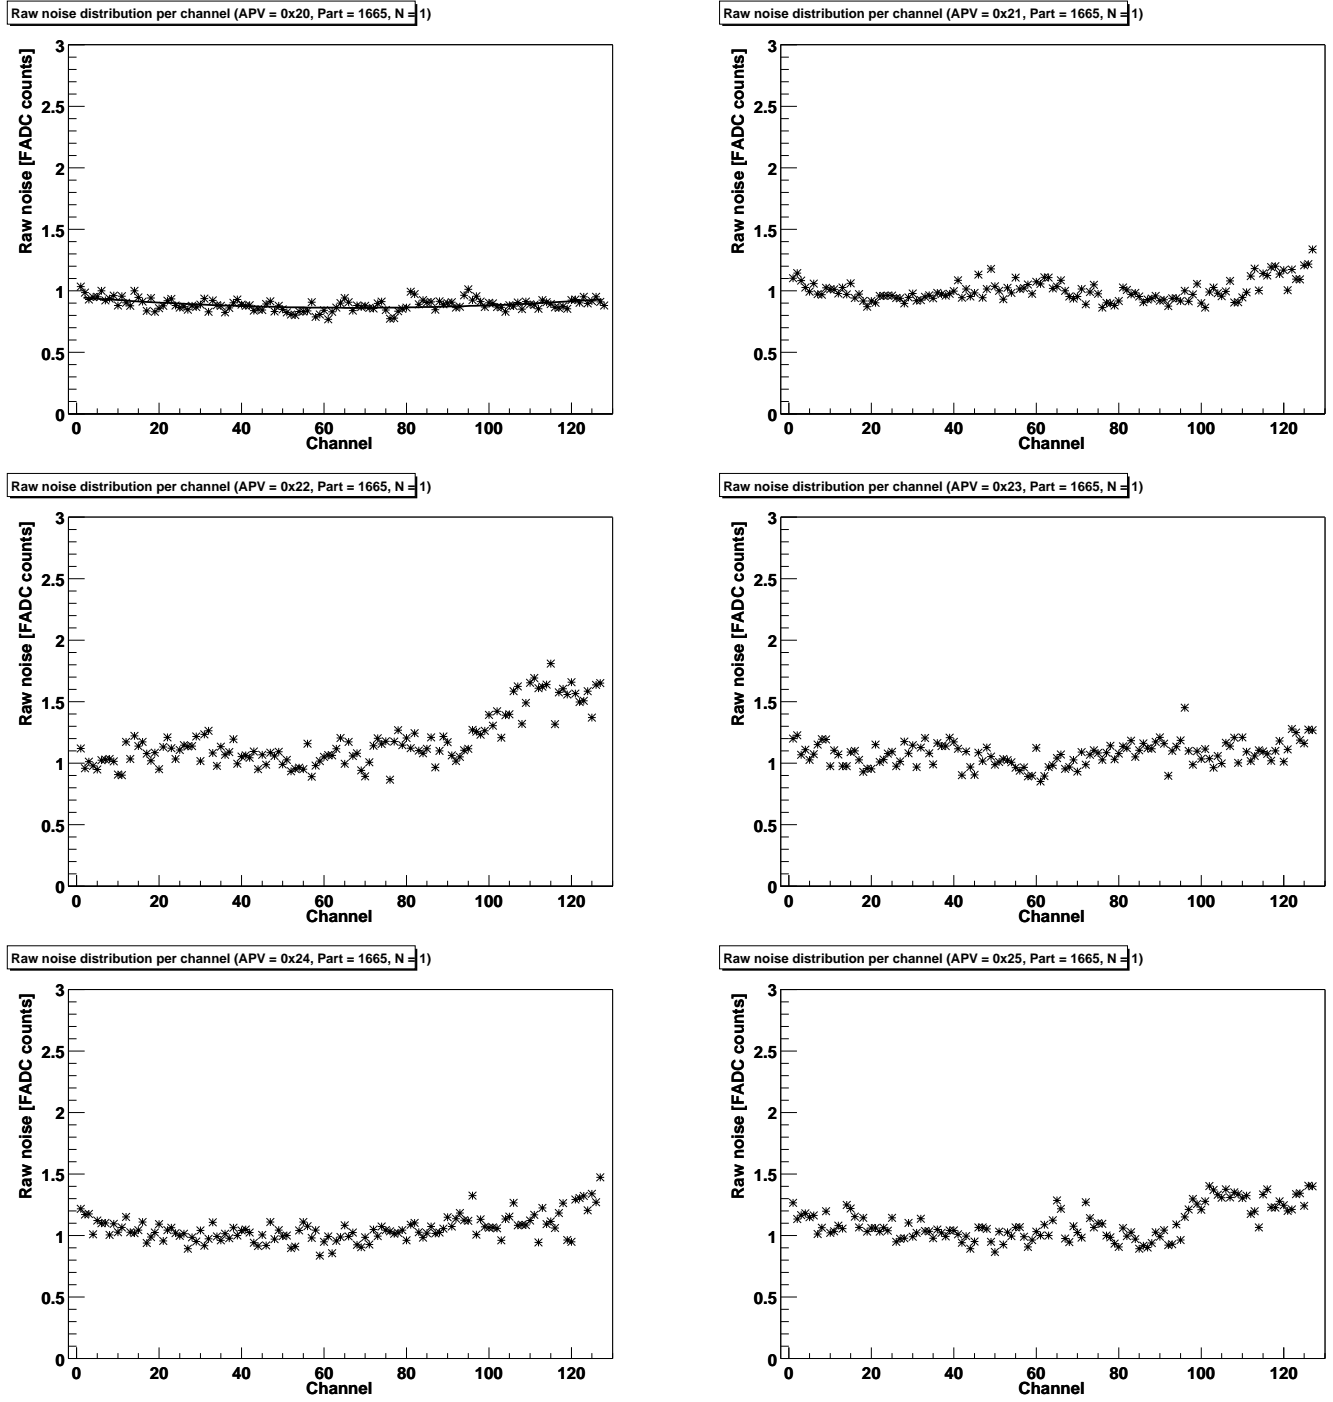 Raw noise distribution per channel (APV = 0x20, Part = 1665, N = 1)
Raw noise [FADC counts]
3
2.5
2
1.5
1
0.5
0
0 20 40 60 80 100 120
Channel
Raw noise distribution per channel (APV = 0x21, Part = 1665, N = 1)
Raw noise [FADC counts]
3
2.5
2
1.5
1
0.5
0
0 20 40 60 80 100 120
Channel
Raw noise distribution per channel (APV = 0x22, Part = 1665, N = 1)
Raw noise [FADC counts]
3
2.5
2
1.5
1
0.5
0
0 20 40 60 80 100 120
Channel
Raw noise distribution per channel (APV = 0x23, Part = 1665, N = 1)
Raw noise [FADC counts]
3
2.5
2
1.5
1
0.5
0
0 20 40 60 80 100 120
Channel
Raw noise distribution per channel (APV = 0x24, Part = 1665, N = 1)
Raw noise [FADC counts]
3
2.5
2
1.5
1
0.5
0
0 20 40 60 80 100 120
Channel
Raw noise distribution per channel (APV = 0x25, Part = 1665, N = 1)
Raw noise [FADC counts]
3
2.5
2
1.5
1
0.5
0
0 20 40 60 80 100 120
Channel